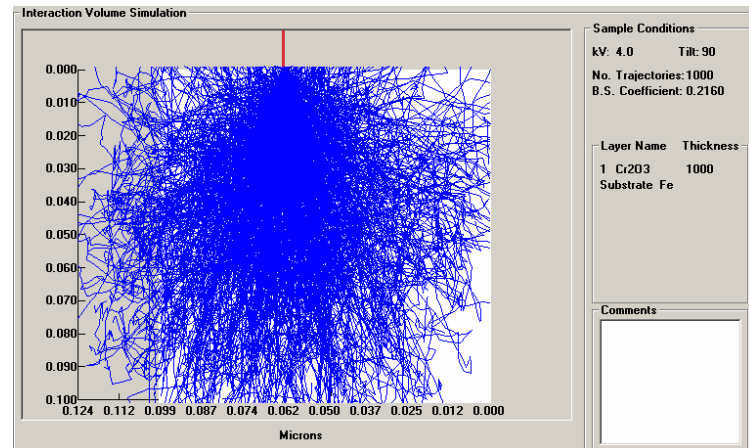 Interaction Volume Simulation
0.000
0.010
0.020
0.030
0.040
0.050
0.060
0.070
0.080
0.090
0.100
0.124 0.112 0.099 0.087 0.074 0.062 0.050 0.037 0.025 0.012 0.000
Microns
Sample Conditions
kV: 4.0 Tilt: 90
No. Trajectories: 1000
B.S. Coefficient: 0.2160
Layer Name Thickness
1 Cr2O3 1000
Substrate Fe
Comments